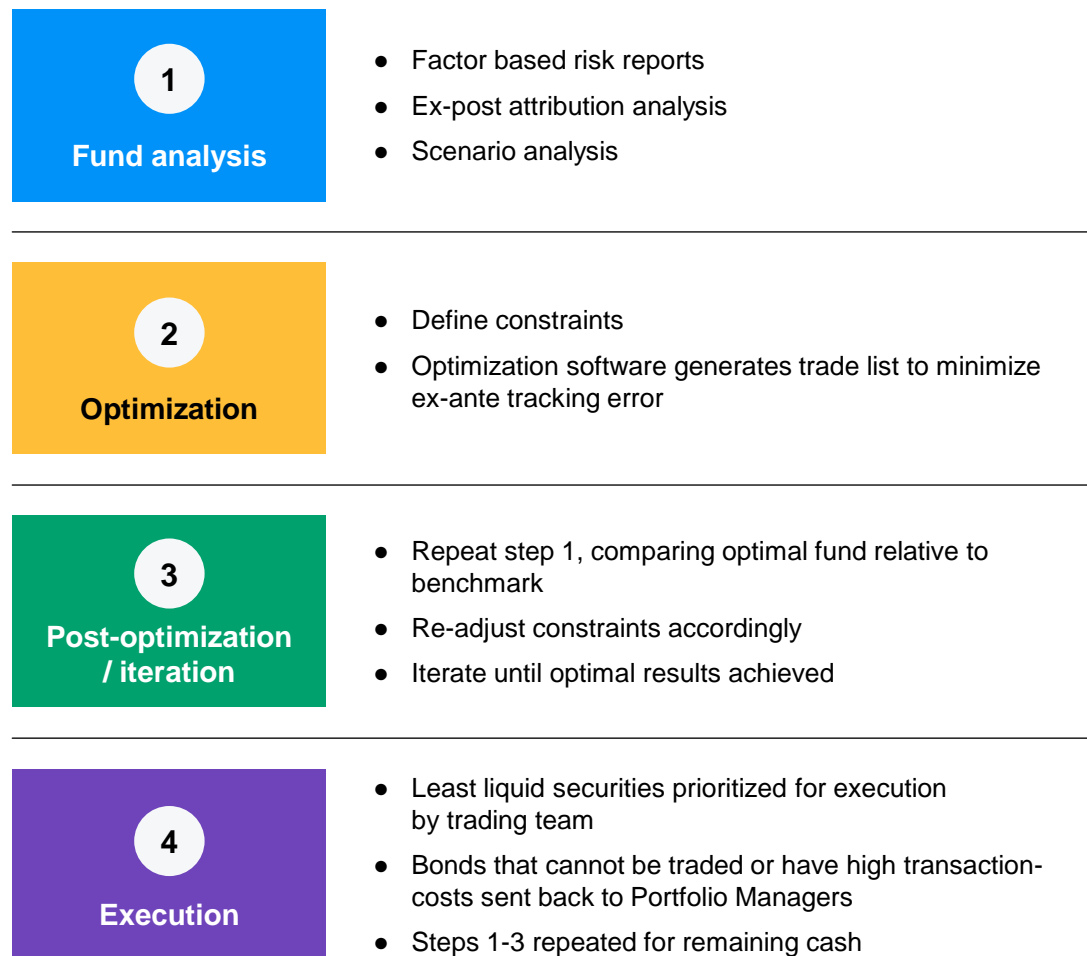 1
Fund analysis
● Factor based risk reports
● Ex-post attribution analysis
● Scenario analysis
2
Optimization
● Define constraints
● Optimization software generates trade list to minimize
ex-ante tracking error
3
Post-optimization
/ iteration
● Repeat step 1, comparing optimal fund relative to
benchmark
● Re-adjust constraints accordingly
● Iterate until optimal results achieved
4
Execution
● Least liquid securities prioritized for execution
by trading team
● Bonds that cannot be traded or have high transaction-
costs sent back to Portfolio Managers
● Steps 1-3 repeated for remaining cash